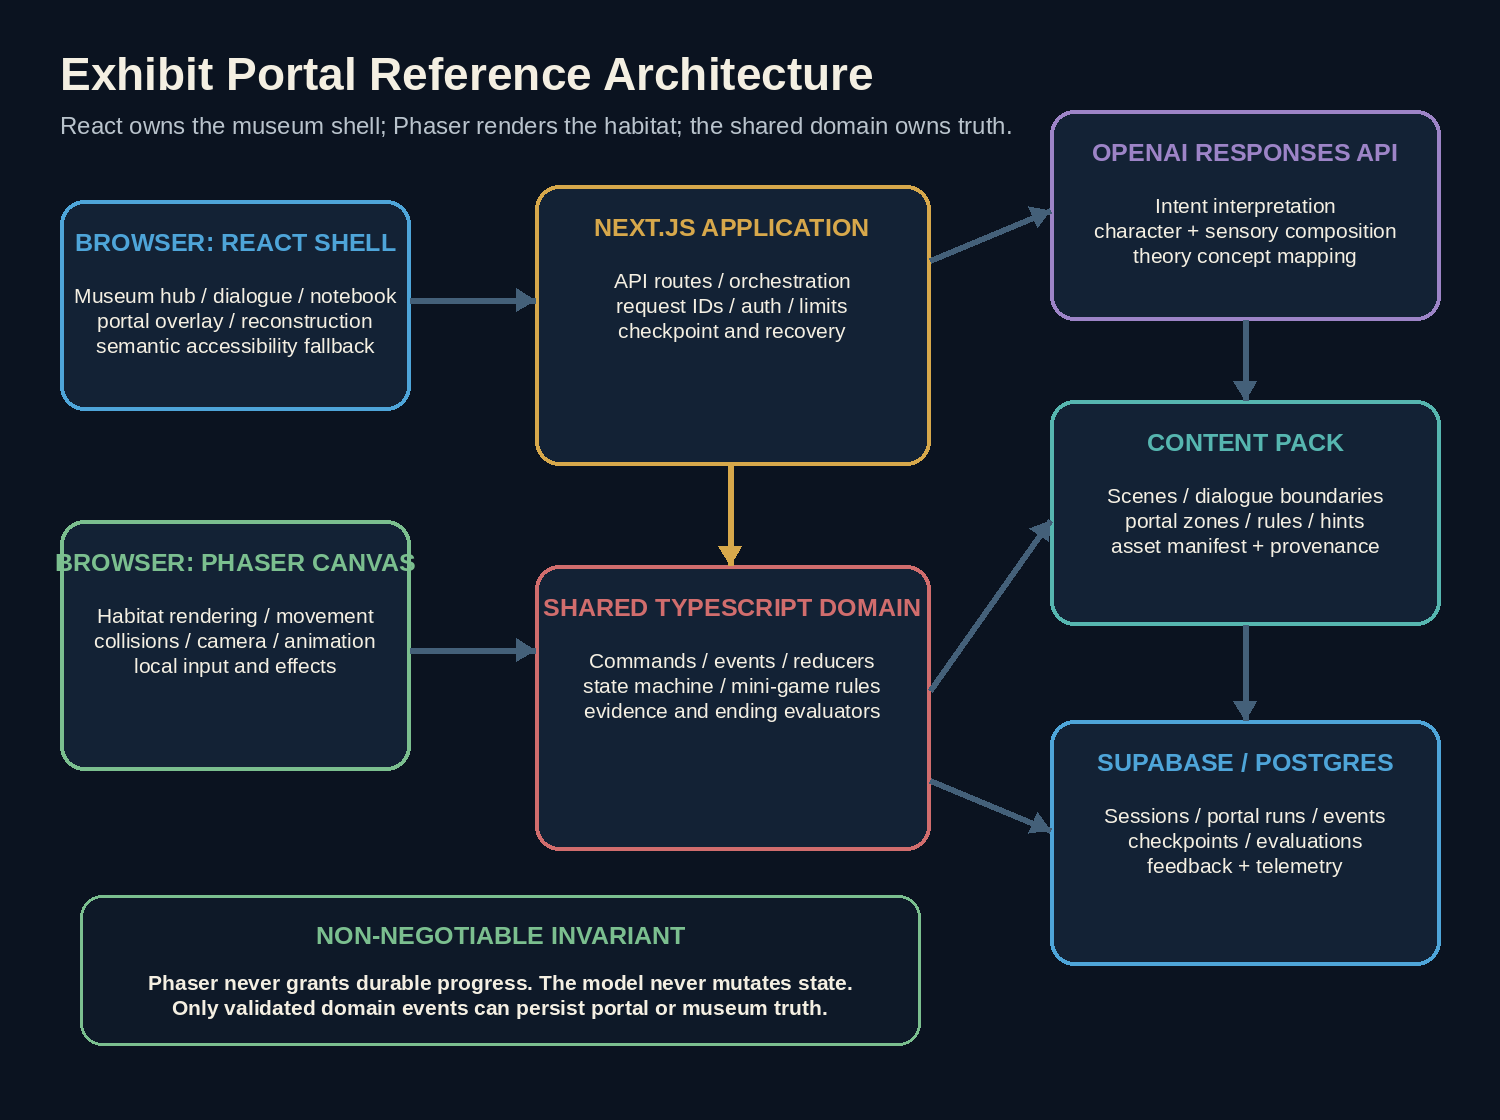 Exhibit Portal Reference Architecture
React owns the museum shell; Phaser renders the habitat; the shared domain owns truth.
BROWSER: REACT SHELL
Museum hub / dialogue / notebook
portal overlay / reconstruction
semantic accessibility fallback
NEXT.JS APPLICATION
API routes / orchestration
request IDs / auth / limits
checkpoint and recovery
OPENAI RESPONSES API
Intent interpretation
character + sensory composition
theory concept mapping
BROWSER: PHASER CANVAS
Habitat rendering / movement
collisions / camera / animation
local input and effects
SHARED TYPESCRIPT DOMAIN
Commands / events / reducers
state machine / mini-game rules
evidence and ending evaluators
CONTENT PACK
Scenes / dialogue boundaries
portal zones / rules / hints
asset manifest + provenance
SUPABASE / POSTGRES
Sessions / portal runs / events
checkpoints / evaluations
feedback + telemetry
NON-NEGOTIABLE INVARIANT
Phaser never grants durable progress. The model never mutates state.
Only validated domain events can persist portal or museum truth.